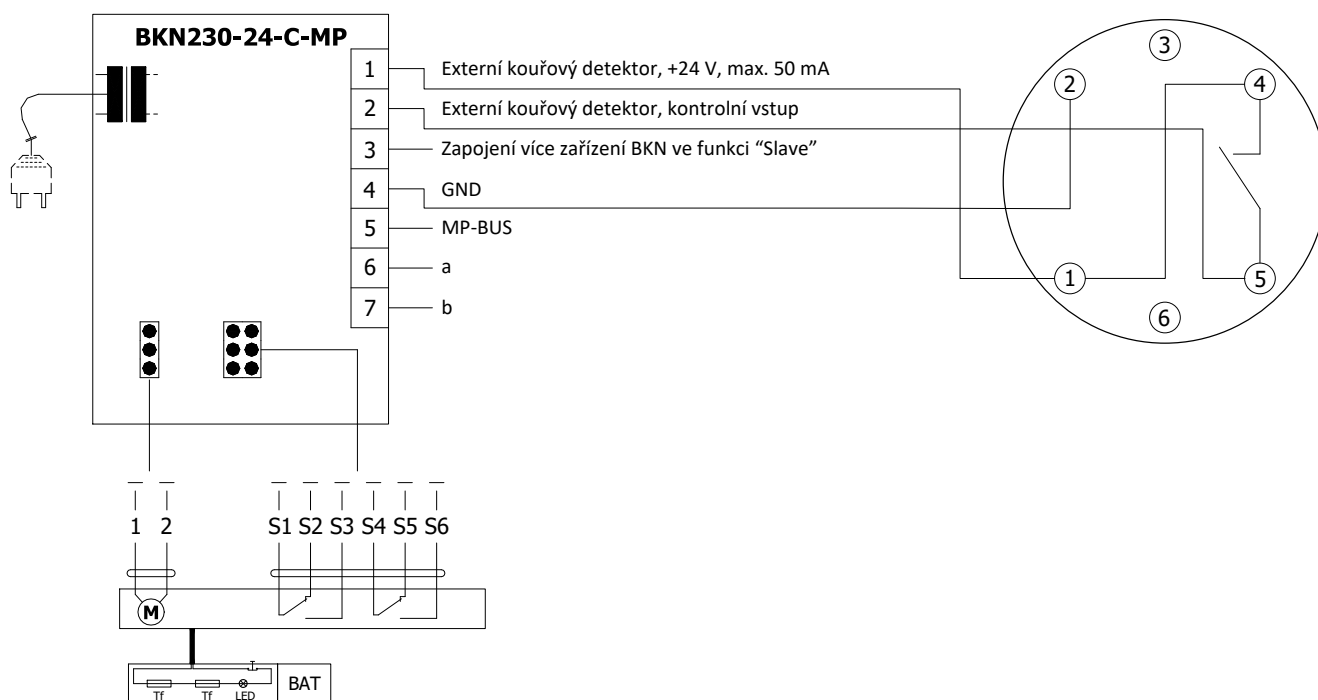 BKN230-24-C-MP
1 Externí kouřový detektor, +24 V, max. 50 mA
2 Externí kouřový detektor, kontrolní vstup
3 Zapojení více zařízení BKN ve funkci “Slave”
4 GND
5 MP-BUS
6 a
7 b
3
2 4
1 5
6
1 2 S1 S2 S3 S4 S5 S6
M
Tf Tf LED BAT